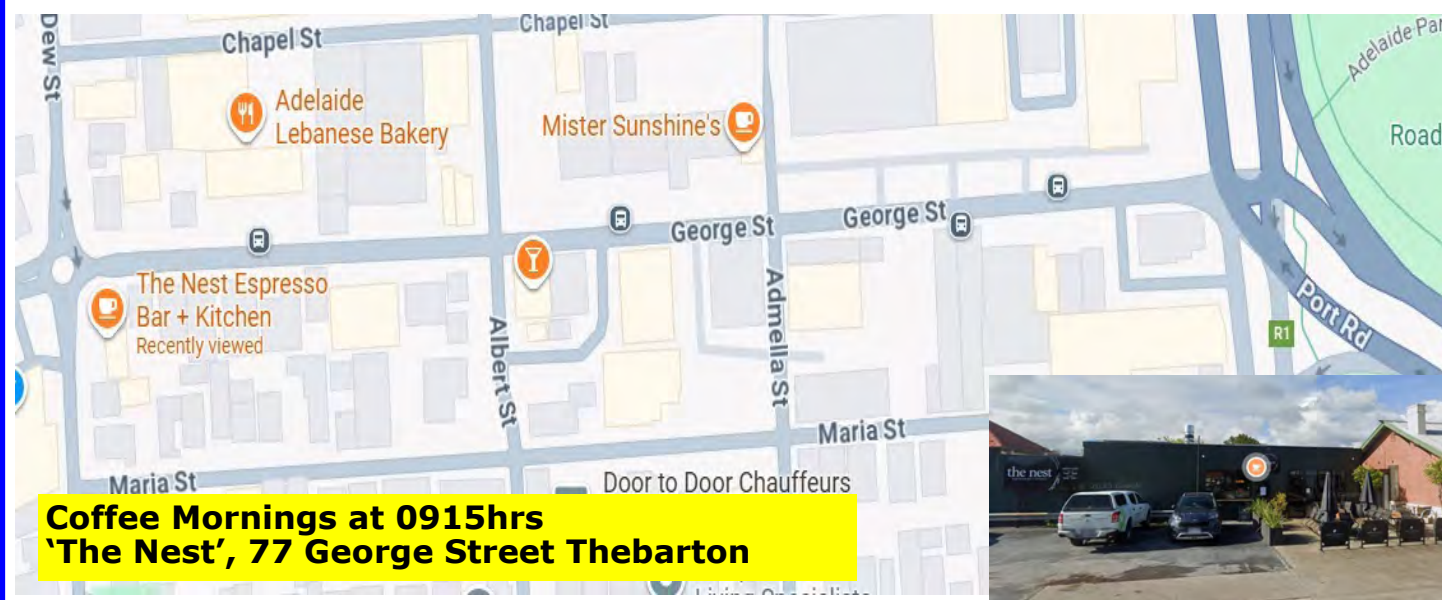 Dew St
Chapel St
Chapel St
Adelaide
Lebanese Bakery
Mister Sunshine's
Adelaide Par
Road
George St
George St
The Nest Espresso
Bar + Kitchen
Recently viewed
Albert St
Admella St
Port Rd
R1
Maria St
Maria St
Door to Door Chauffeurs
the nest
Coffee Mornings at 0915hrs
‘The Nest’, 77 George Street Thebarton